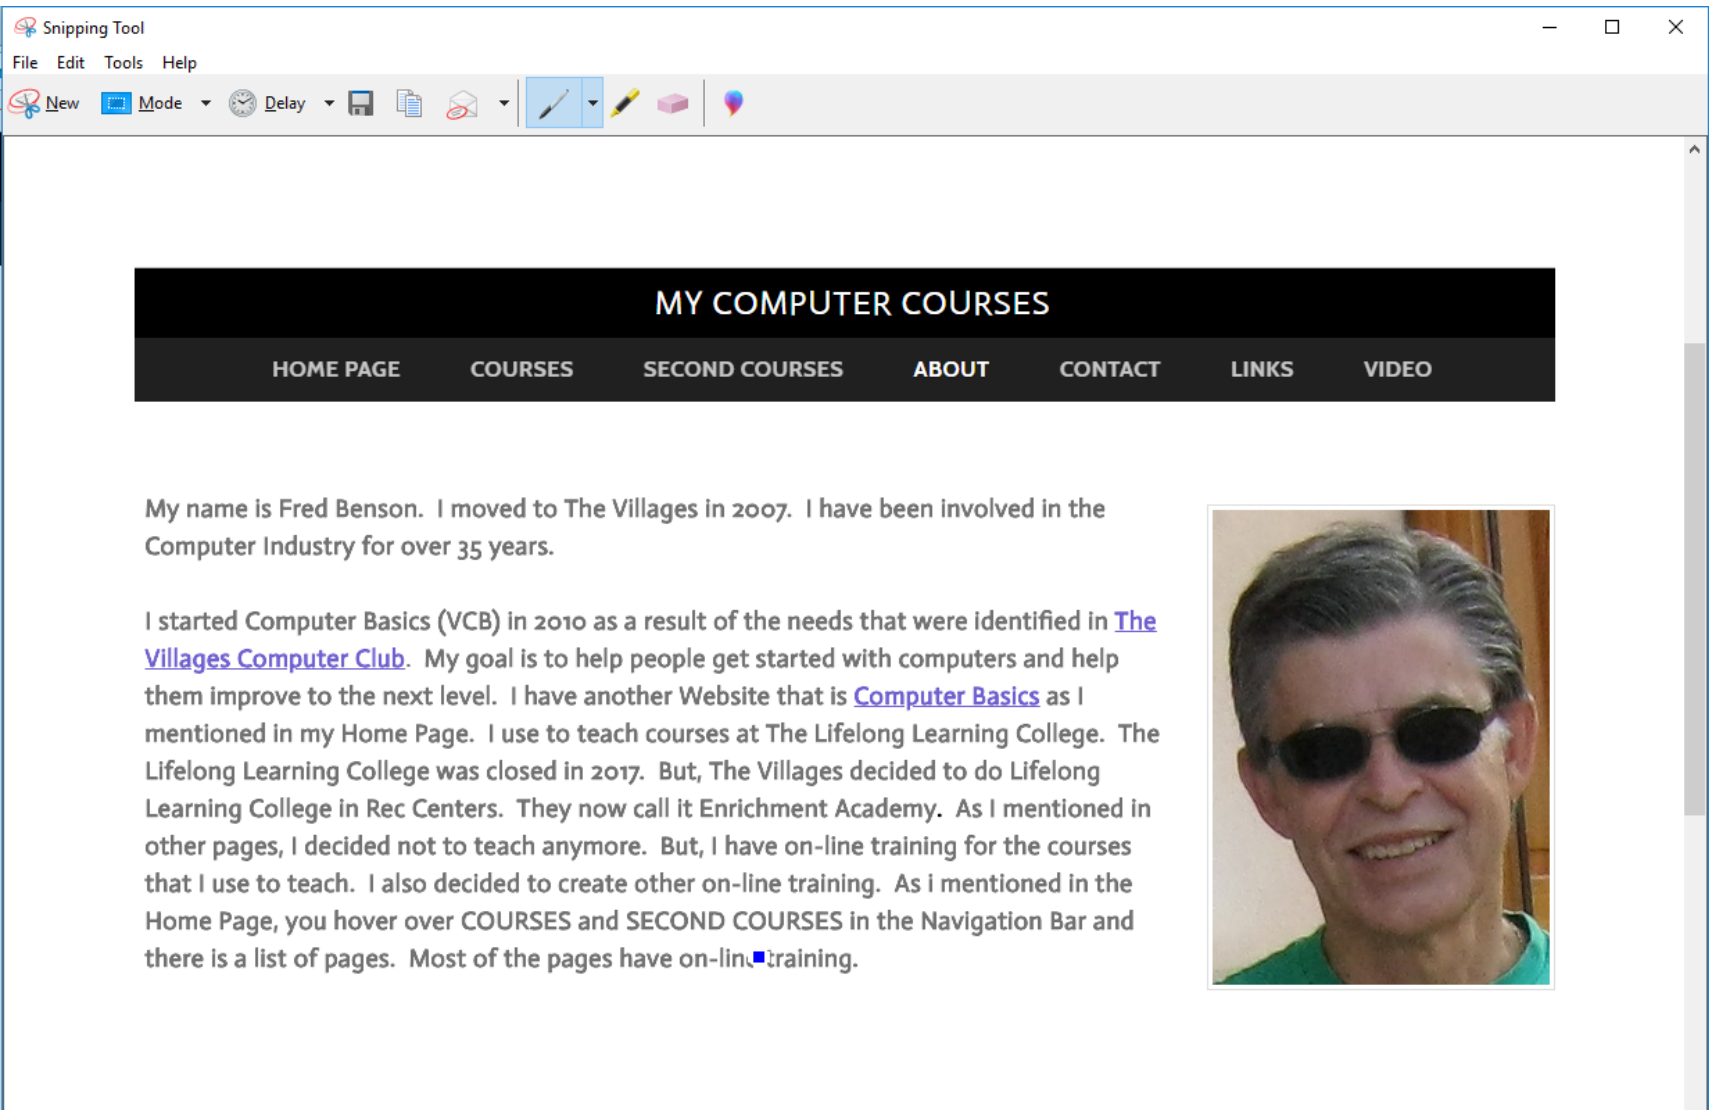 Snipping Tool
File Edit Tools Help
New Mode Delay
MY COMPUTER COURSES
HOME PAGE COURSES SECOND COURSES ABOUT CONTACT LINKS VIDEO
My name is Fred Benson. I moved to The Villages in 2007. I have been involved in the
Computer Industry for over 35 years.
I started Computer Basics (VCB) in 2010 as a result of the needs that were identified in The
Villages Computer Club. My goal is to help people get started with computers and help
them improve to the next level. I have another Website that is Computer Basics as I
mentioned in my Home Page. I use to teach courses at The Lifelong Learning College. The
Lifelong Learning College was closed in 2017. But, The Villages decided to do Lifelong
Learning College in Rec Centers. They now call it Enrichment Academy. As I mentioned in
other pages, I decided not to teach anymore. But, I have on-line training for the courses
that I use to teach. I also decided to create other on-line training. As i mentioned in the
Home Page, you hover over COURSES and SECOND COURSES in the Navigation Bar and
there is a list of pages. Most of the pages have on-line training.